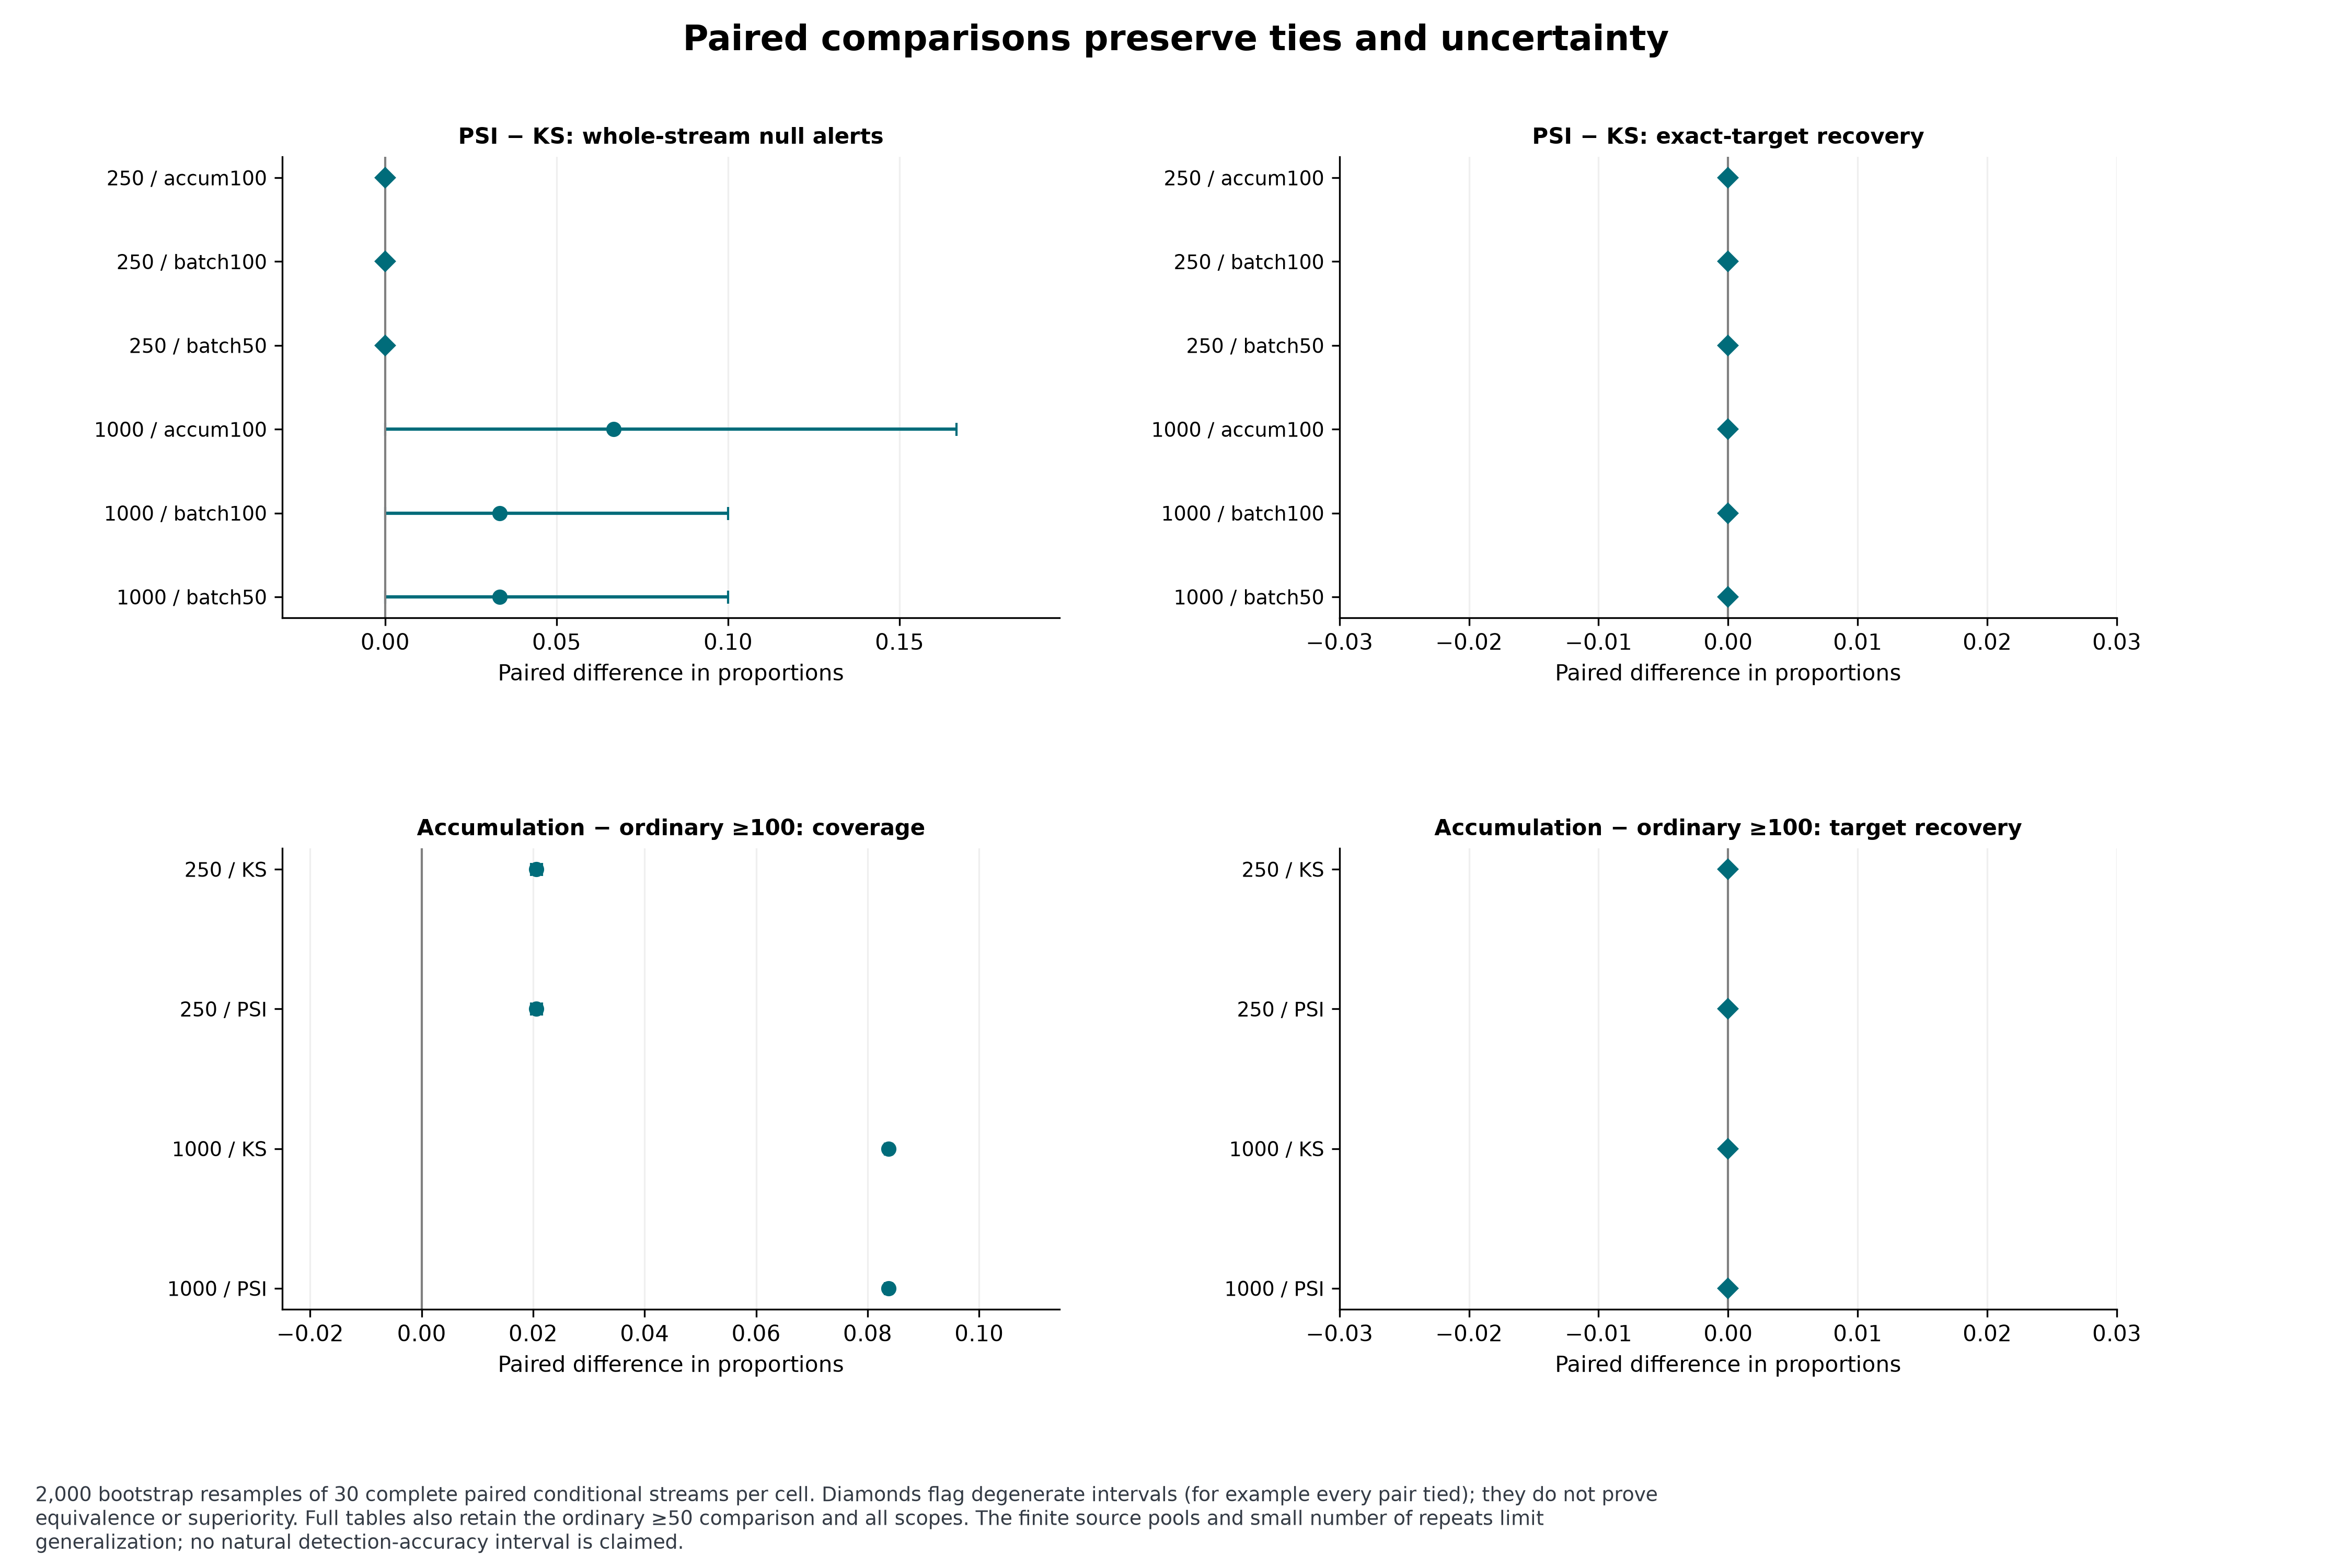 Paired comparisons preserve ties and uncertainty
PSI − KS: whole-stream null alerts
250 / accum100
250 / batch100
250 / batch50
1000 / accum100
1000 / batch100
1000 / batch50
0.00 0.05 0.10 0.15
Paired difference in proportions
PSI − KS: exact-target recovery
250 / accum100
250 / batch100
250 / batch50
1000 / accum100
1000 / batch100
1000 / batch50
−0.03 −0.02 −0.01 0.00 0.01 0.02 0.03
Paired difference in proportions
Accumulation − ordinary ≥100: coverage
250 / KS
250 / PSI
1000 / KS
1000 / PSI
−0.02 0.00 0.02 0.04 0.06 0.08 0.10
Paired difference in proportions
Accumulation − ordinary ≥100: target recovery
250 / KS
250 / PSI
1000 / KS
1000 / PSI
−0.03 −0.02 −0.01 0.00 0.01 0.02 0.03
Paired difference in proportions
2,000 bootstrap resamples of 30 complete paired conditional streams per cell. Diamonds flag degenerate intervals (for example every pair tied); they do not prove
equivalence or superiority. Full tables also retain the ordinary ≥50 comparison and all scopes. The finite source pools and small number of repeats limit
generalization; no natural detection-accuracy interval is claimed.